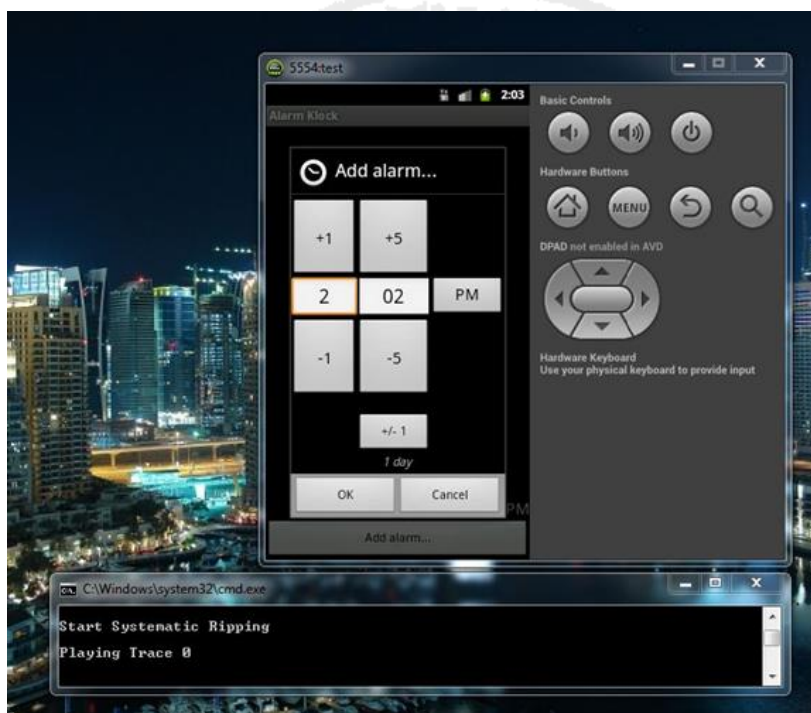 5554:test
2:03
Basic Controls
Alarm Klock
Add alarm...
Hardware Buttons
MENU
+1 +5
DPAD not enabled in AVD
2 02 PM
-1 -5
Hardware Keyboard
Use your physical keyboard to provide input
+/- 1
1 day
OK Cancel
PM
Add alarm...
C:\Windows\system32\cmd.exe
Start Systematic Ripping
Playing Trace 0